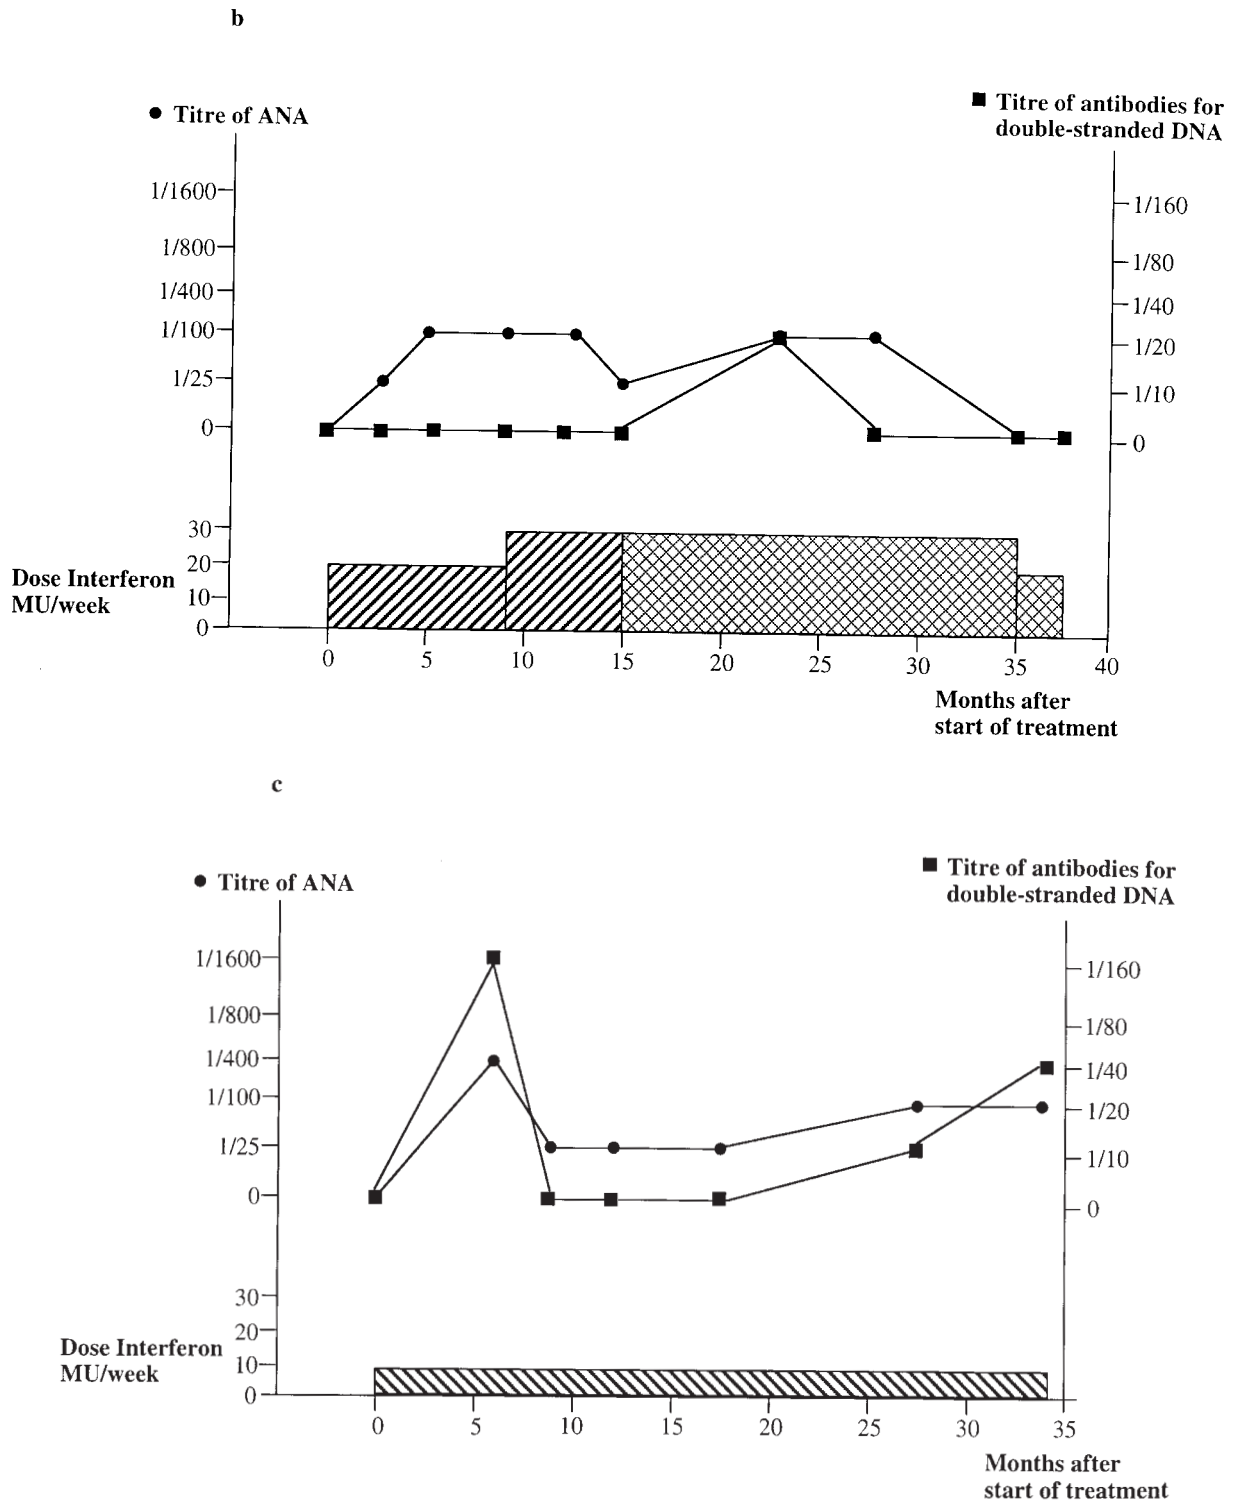 b
● Titre of ANA
■ Titre of antibodies for
double-stranded DNA
1/1600
1/800
1/400
1/100
1/25
0
1/160
1/80
1/40
1/20
1/10
0
30
20
10
0
Dose Interferon
MU/week
0 5 10 15 20 25 30 35 40
Months after
start of treatment
c
● Titre of ANA
■ Titre of antibodies for
double-stranded DNA
1/1600
1/800
1/400
1/100
1/25
0
1/160
1/80
1/40
1/20
1/10
0
30
20
10
0
Dose Interferon
MU/week
0 5 10 15 20 25 30 35
Months after
start of treatment